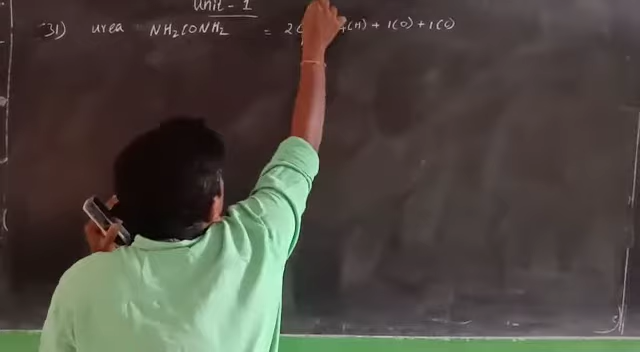 Unit - 1
31) urea NH₂CONH₂ = 2( (H) + 1(O) + 1(C)